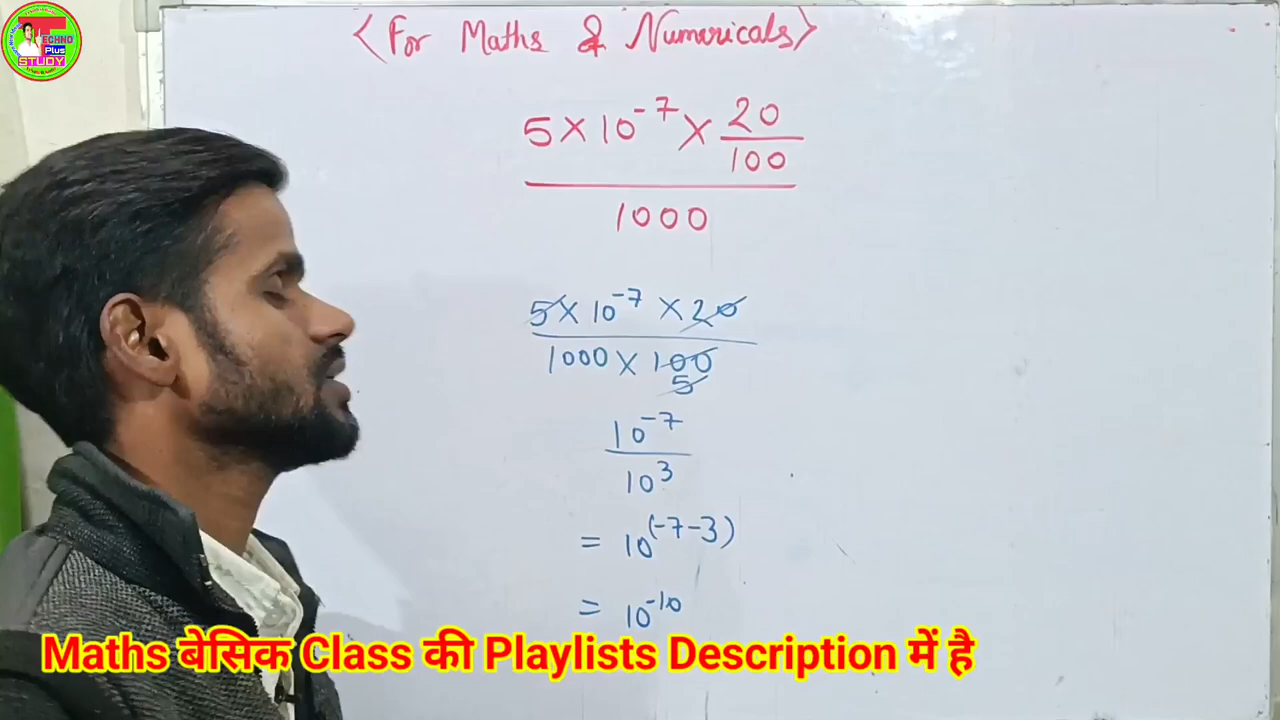 TECHNO
Plus
STUDY
<For Maths & Numericals>
5×10⁻⁷ × 20/100
1000
5×10⁻⁷ × 20
1000 × 100
5
10⁻⁷
10³
= 10⁽⁻⁷⁻³⁾
= 10⁻¹⁰
Maths बेसिक Class की Playlists Description में है